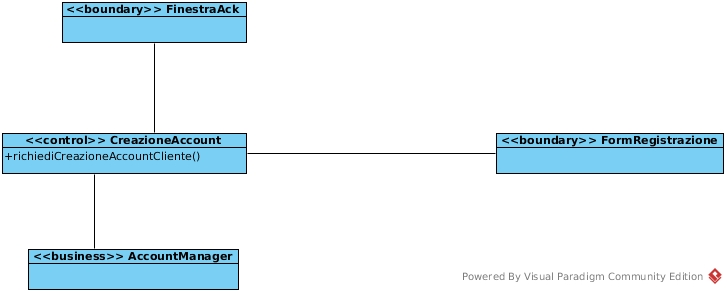 <<boundary>> FinestraAck
<<control>> CreazioneAccount
+richiediCreazioneAccountCliente()
<<boundary>> FormRegistrazione
<<business>> AccountManager
Powered By Visual Paradigm Community Edition